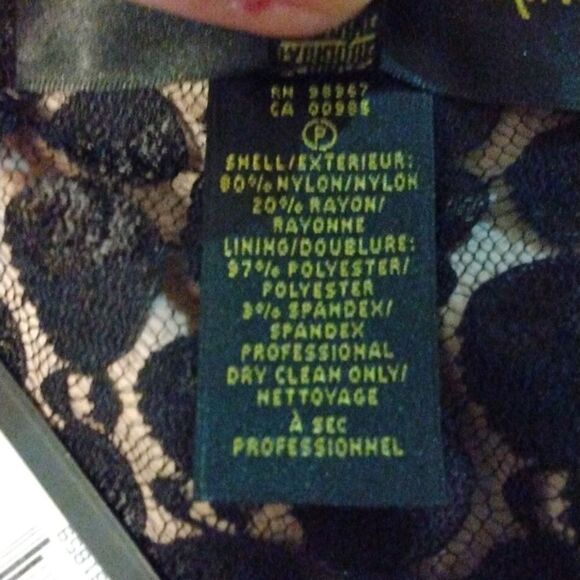 RN 98967
CA 00986
P
SHELL/EXTERIEUR:
80% NYLON/NYLON
20% RAYON/
RAYONNE
LINING/DOUBLURE:
97% POLYESTER/
POLYESTER
3% SPANDEX/
SPANDEX
PROFESSIONAL
DRY CLEAN ONLY/
NETTOYAGE
À SEC
PROFESSIONNEL